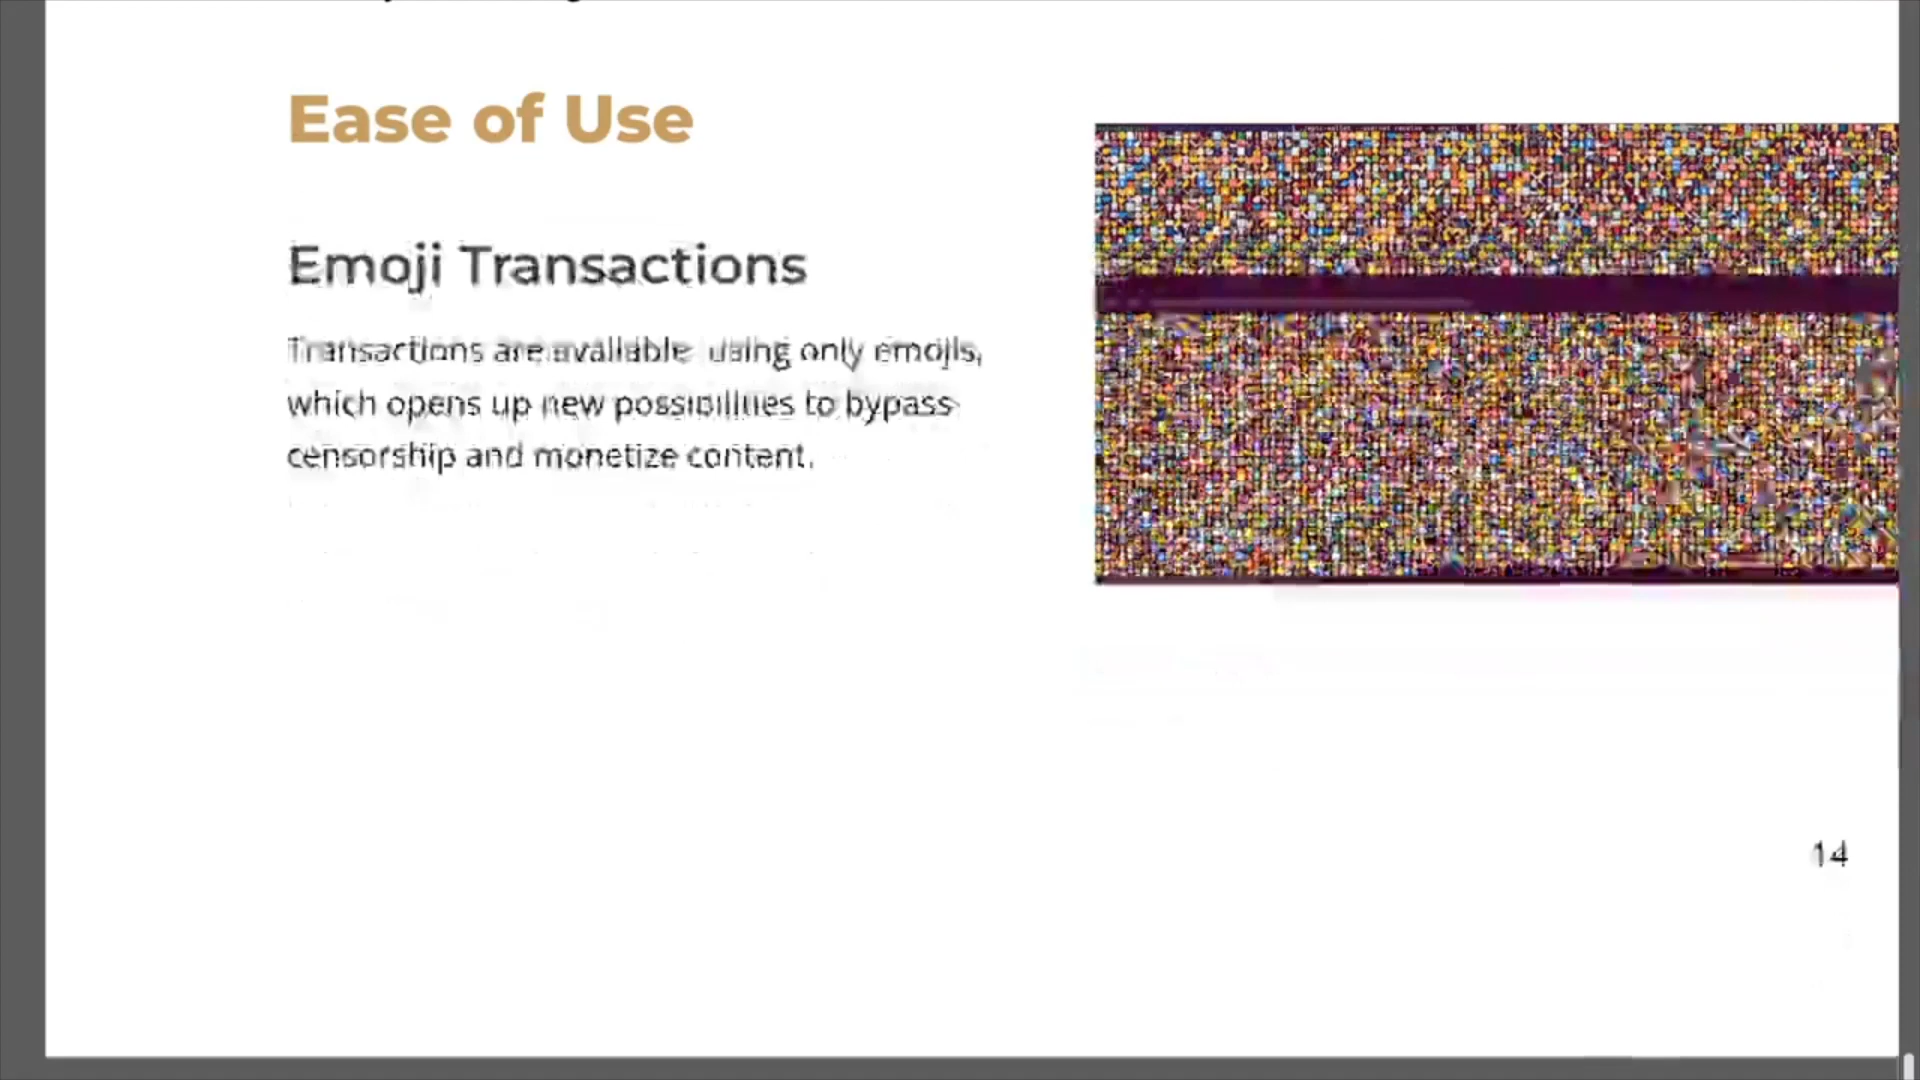 Ease of Use
Emoji Transactions
Transactions are available using only emojis,
which opens up new possibilities to bypass
censorship and monetize content.
14